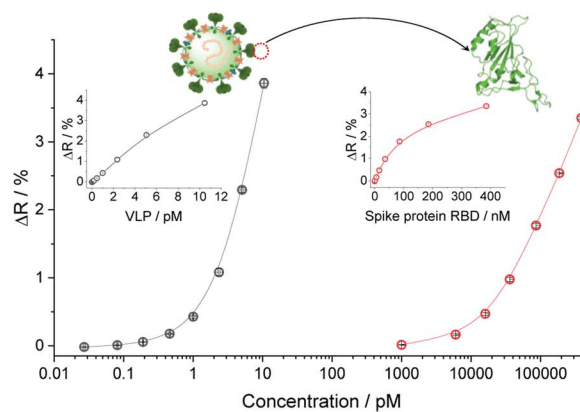 4
3
2
1
0
ΔR / %
0.01
0.1
1
10
100
1000
10000
100000
Concentration / pM
4
3
2
1
0
ΔR / %
0 2 4 6 8 10 12
VLP / pM
4
3
2
1
0
ΔR / %
0 100 200 300 400
Spike protein RBD / nM